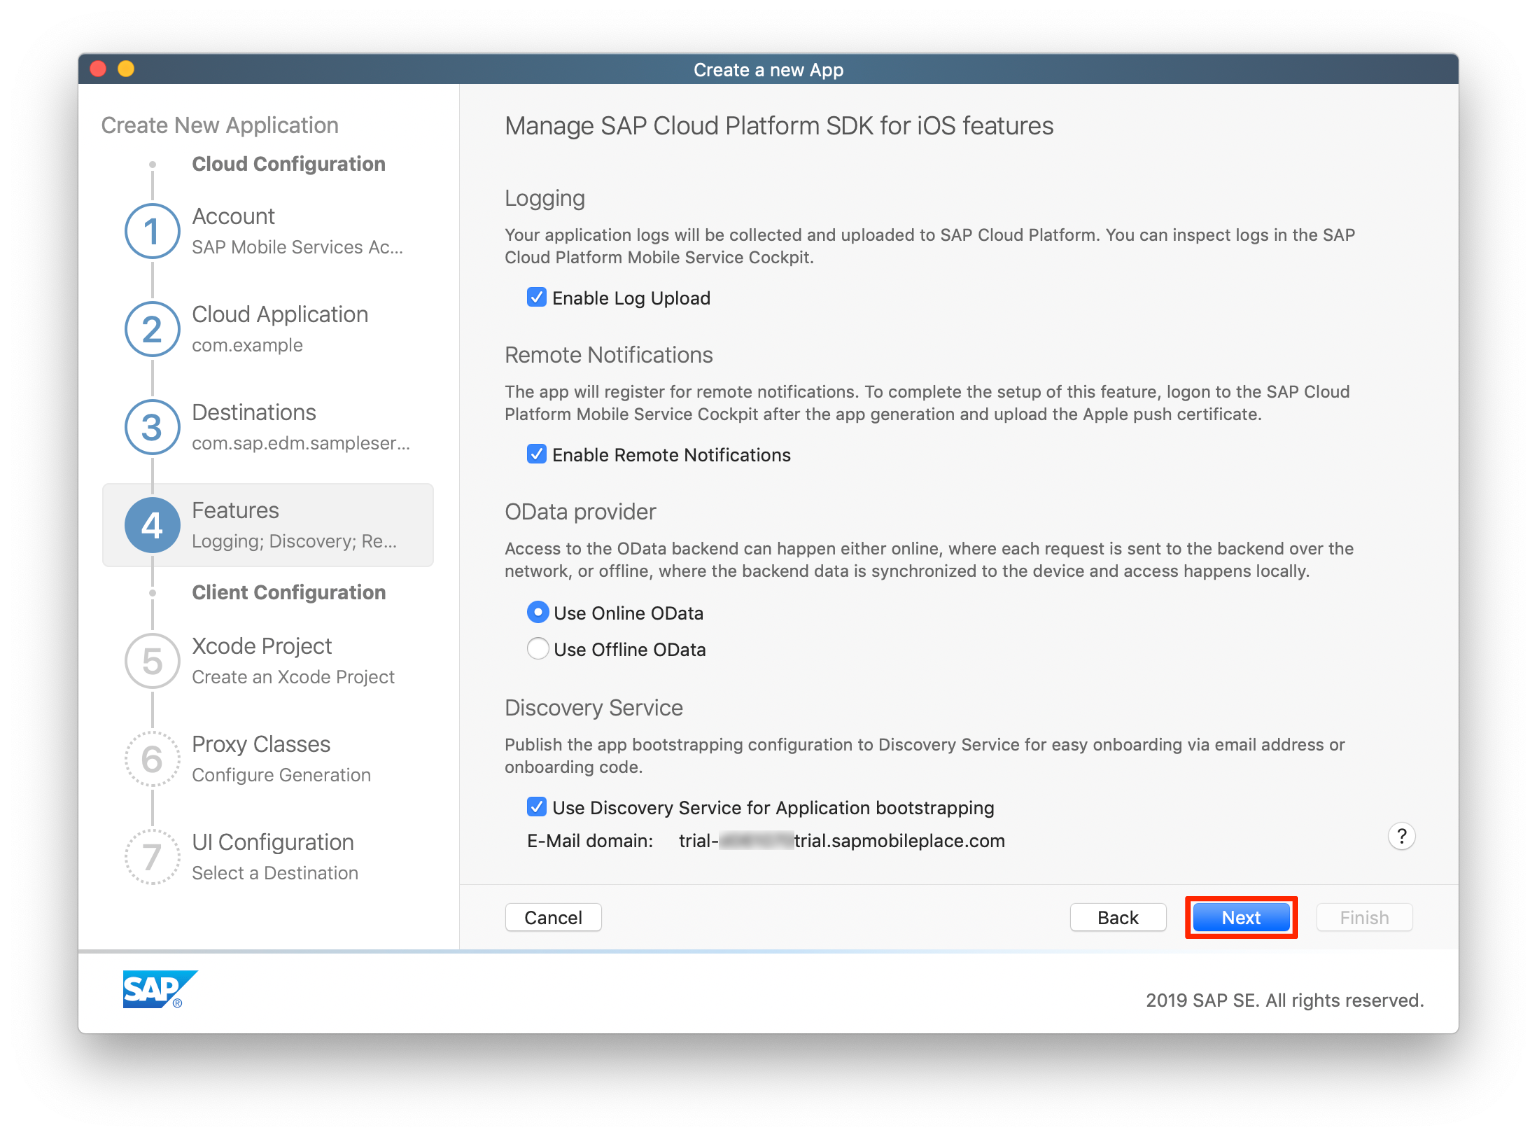 Create a new App
Create New Application
Cloud Configuration
1
Account
SAP Mobile Services Ac...
2
Cloud Application
com.example
3
Destinations
com.sap.edm.sampleser...
4
Features
Logging; Discovery; Re...
Client Configuration
5
Xcode Project
Create an Xcode Project
6
Proxy Classes
Configure Generation
7
UI Configuration
Select a Destination
Manage SAP Cloud Platform SDK for iOS features
Logging
Your application logs will be collected and uploaded to SAP Cloud Platform. You can inspect logs in the SAP
Cloud Platform Mobile Service Cockpit.
Enable Log Upload
Remote Notifications
The app will register for remote notifications. To complete the setup of this feature, logon to the SAP Cloud
Platform Mobile Service Cockpit after the app generation and upload the Apple push certificate.
Enable Remote Notifications
OData provider
Access to the OData backend can happen either online, where each request is sent to the backend over the
network, or offline, where the backend data is synchronized to the device and access happens locally.
Use Online OData
Use Offline OData
Discovery Service
Publish the app bootstrapping configuration to Discovery Service for easy onboarding via email address or
onboarding code.
Use Discovery Service for Application bootstrapping
E-Mail domain: trial- trial.sapmobileplace.com
?
Cancel
Back
Next
Finish
SAP®
2019 SAP SE. All rights reserved.